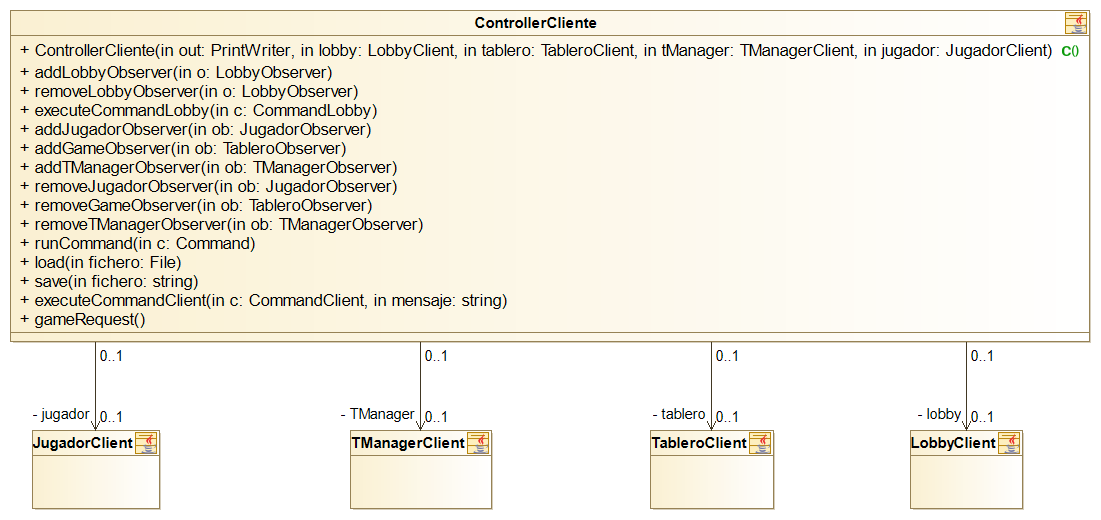 ControllerCliente
+ ControllerCliente(in out: PrintWriter, in lobby: LobbyClient, in tablero: TableroClient, in tManager: TManagerClient, in jugador: JugadorClient) C()
+ addLobbyObserver(in o: LobbyObserver)
+ removeLobbyObserver(in o: LobbyObserver)
+ executeCommandLobby(in c: CommandLobby)
+ addJugadorObserver(in ob: JugadorObserver)
+ addGameObserver(in ob: TableroObserver)
+ addTManagerObserver(in ob: TManagerObserver)
+ removeJugadorObserver(in ob: JugadorObserver)
+ removeGameObserver(in ob: TableroObserver)
+ removeTManagerObserver(in ob: TManagerObserver)
+ runCommand(in c: Command)
+ load(in fichero: File)
+ save(in fichero: string)
+ executeCommandClient(in c: CommandClient, in mensaje: string)
+ gameRequest()
0..1 0..1 0..1 0..1
- jugador 0..1 - TManager 0..1 - tablero 0..1 - lobby 0..1
JugadorClient TManagerClient TableroClient LobbyClient